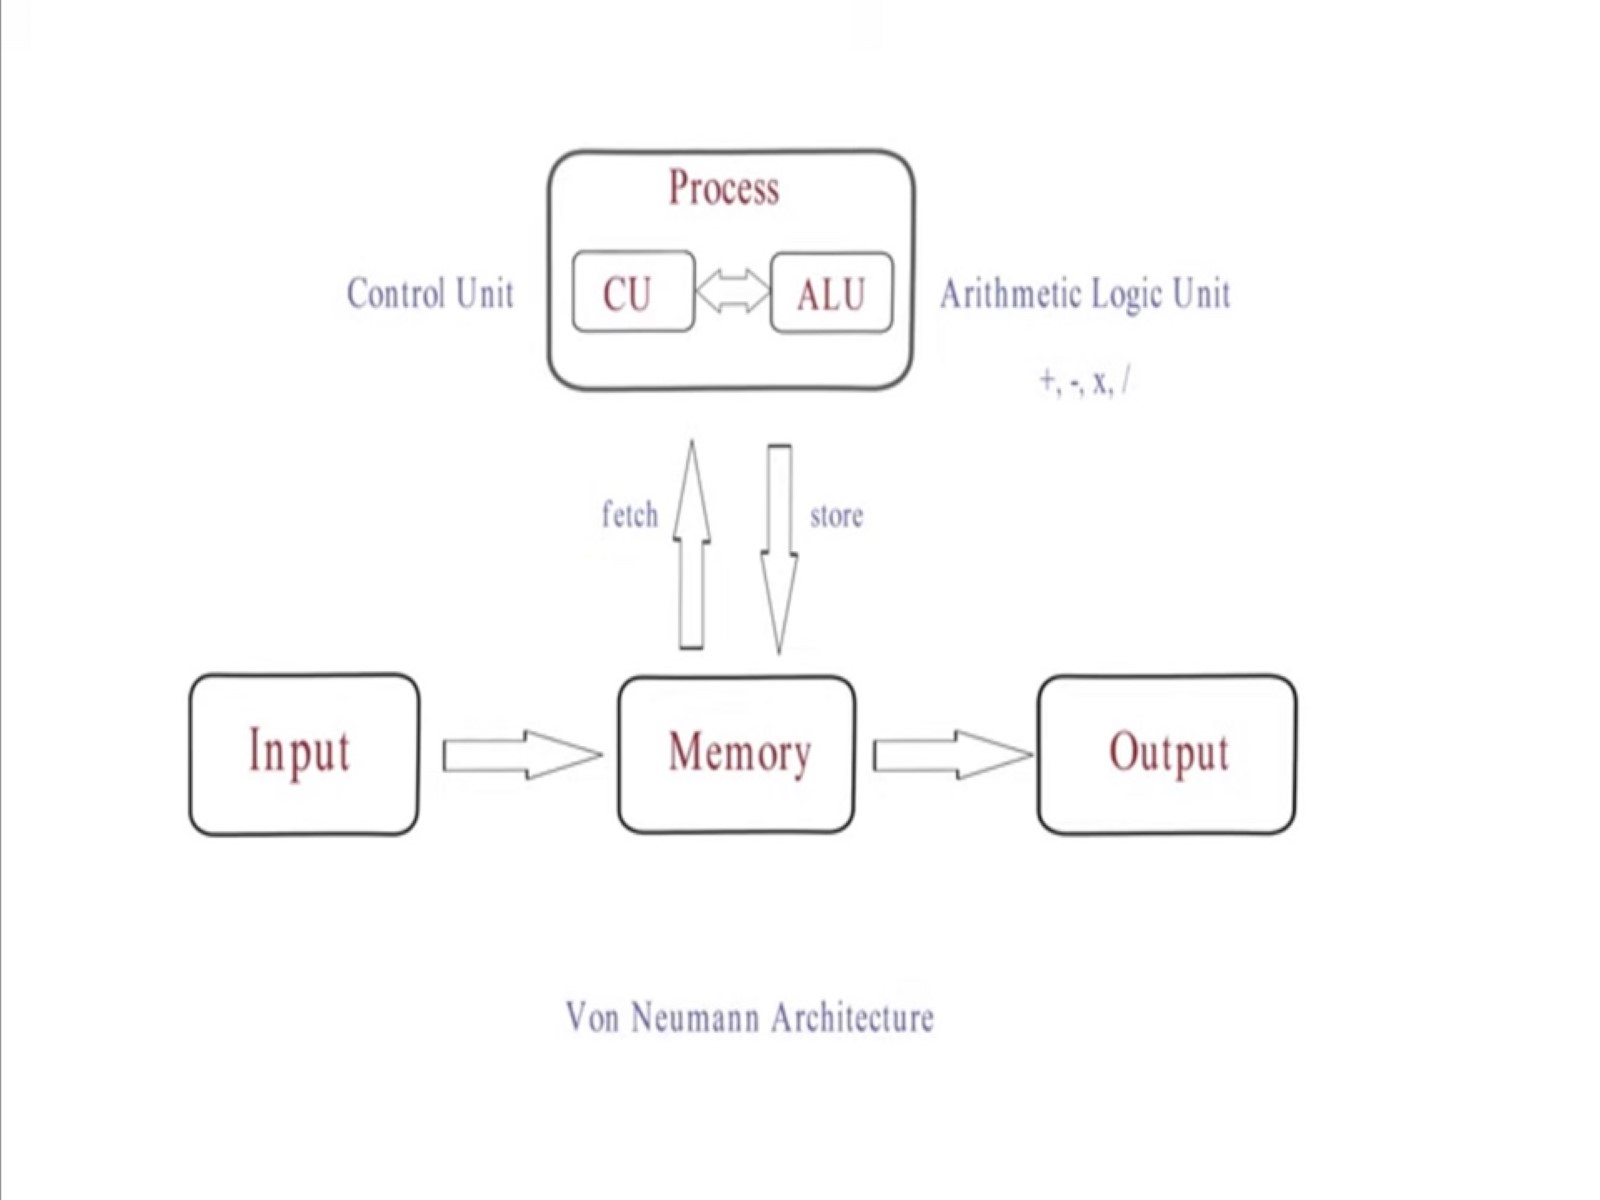 Process
Control Unit
CU
ALU
Arithmetic Logic Unit
+, -, x, /
fetch
store
Input
Memory
Output
Von Neumann Architecture